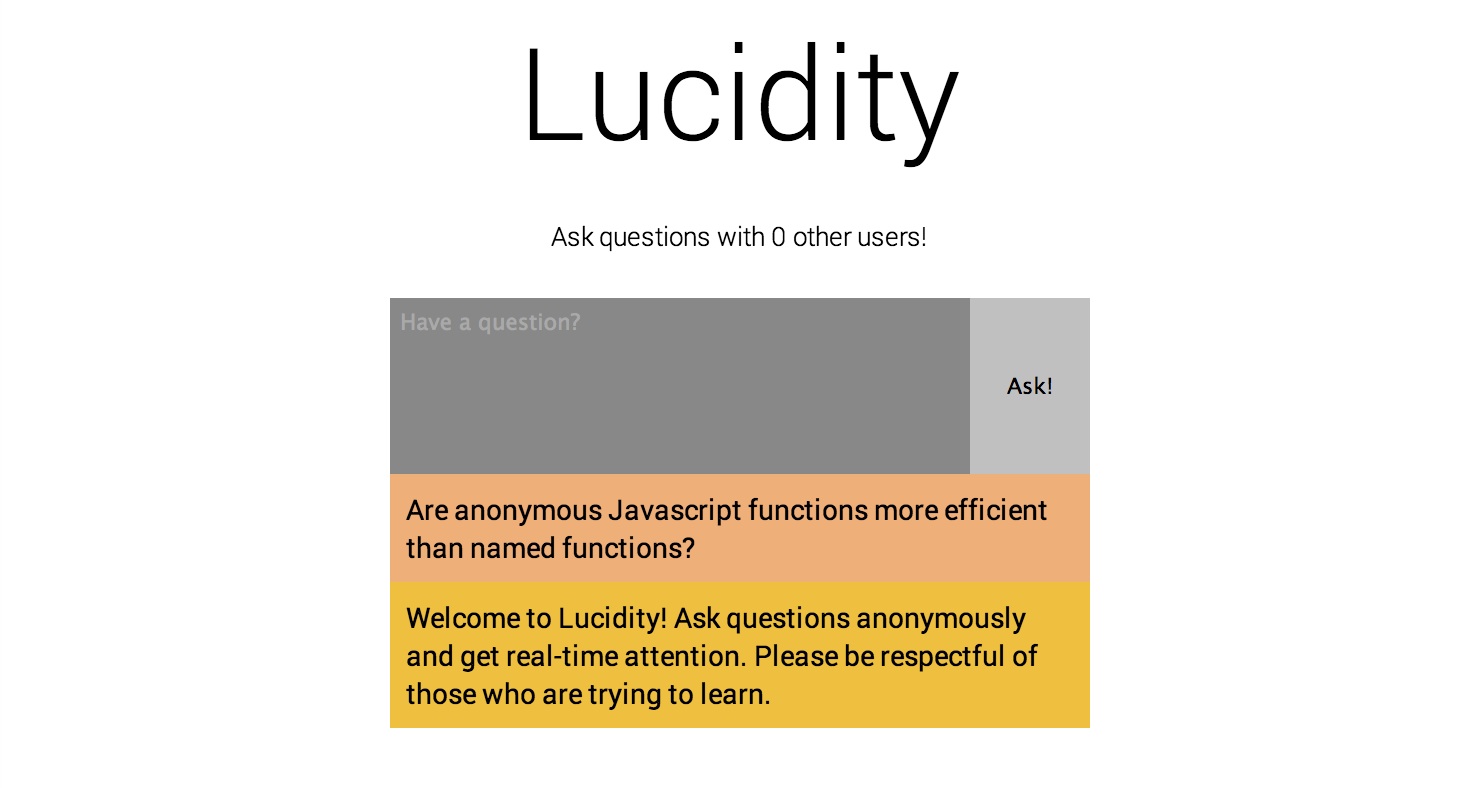 Lucidity
Ask questions with 0 other users!
Have a question?
Ask!
Are anonymous Javascript functions more efficient
than named functions?
Welcome to Lucidity! Ask questions anonymously
and get real-time attention. Please be respectful of
those who are trying to learn.